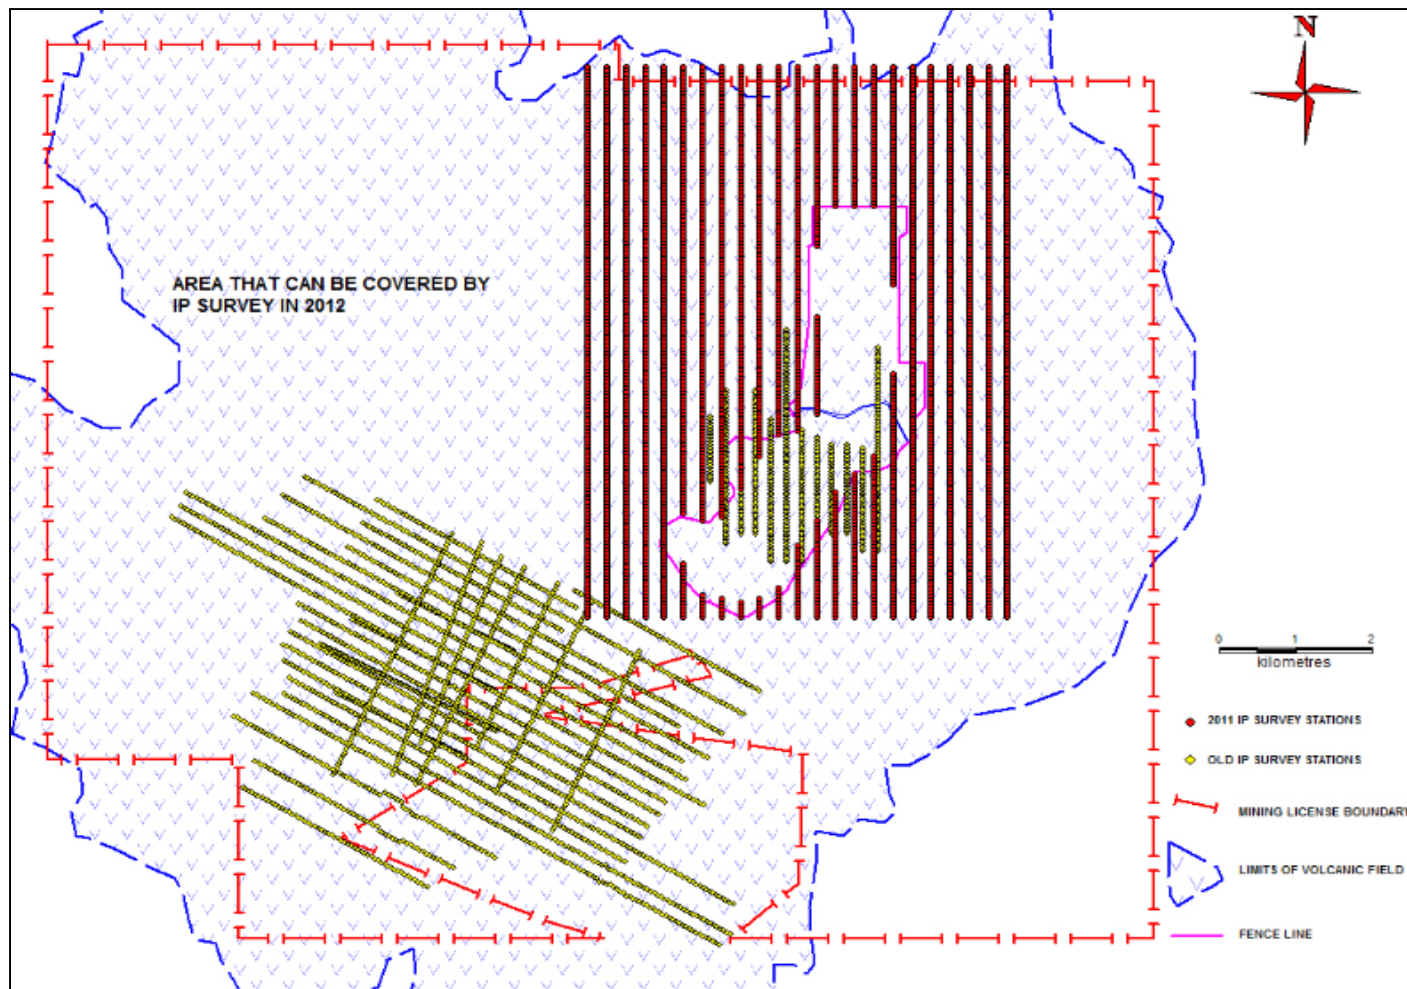 N
AREA THAT CAN BE COVERED BY
IP SURVEY IN 2012
0 1 2
kilometres
2011 IP SURVEY STATIONS
OLD IP SURVEY STATIONS
MINING LICENSE BOUNDARY
LIMITS OF VOLCANIC FIELD
FENCE LINE